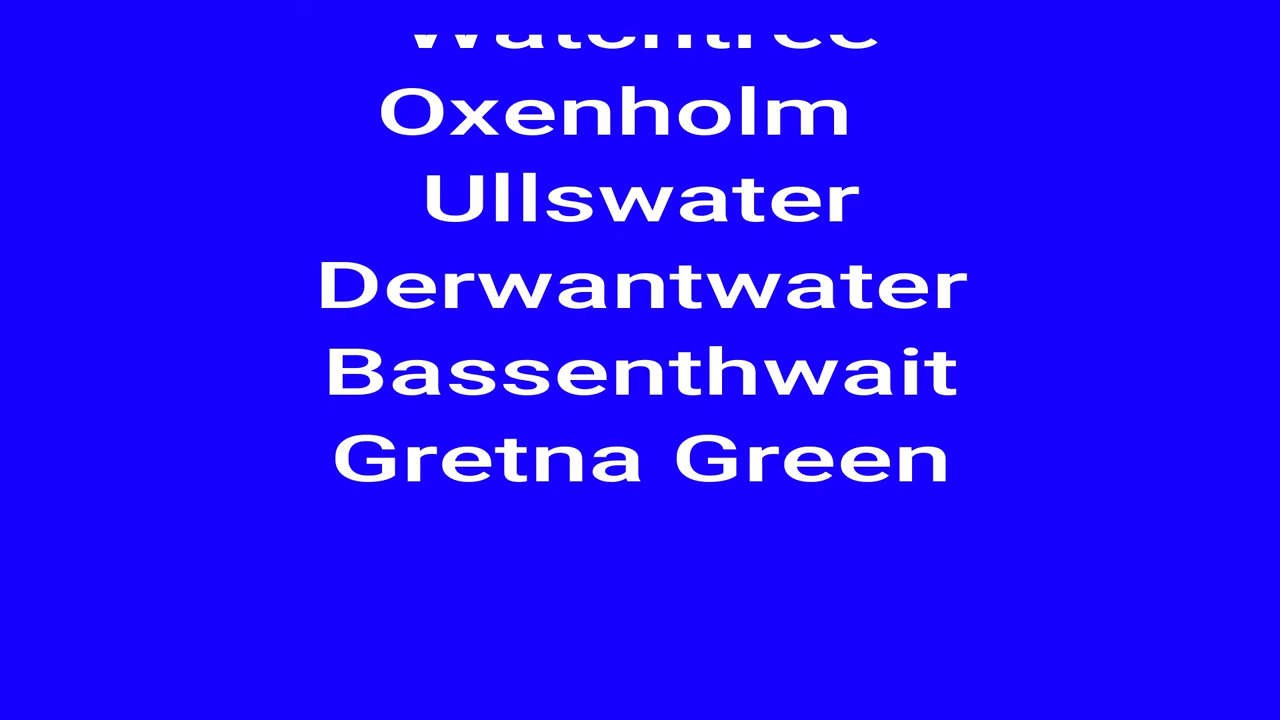 Oxenholm
Ullswater
Derwantwater
Bassenthwait
Gretna Green